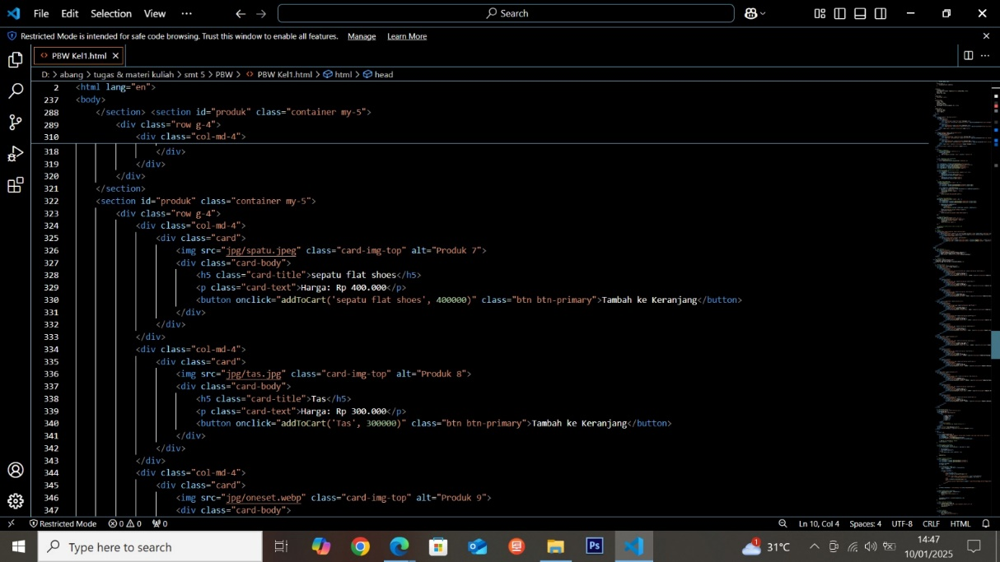 File Edit Selection View ··· Search
Restricted Mode is intended for safe code browsing. Trust this window to enable all features. Manage Learn More
PBW Kel1.html
D: > abang > tugas & materi kuliah > smt 5 > PBW > PBW Kel1.html > html > head
2 <html lang="en">
237 <body>
288 </section> <section id="produk" class="container my-5">
289 <div class="row g-4">
310 <div class="col-md-4">
318 </div>
319 </div>
320 </div>
321 </section>
322 <section id="produk" class="container my-5">
323 <div class="row g-4">
324 <div class="col-md-4">
325 <div class="card">
326 <img src="jpg/spatu.jpeg" class="card-img-top" alt="Produk 7">
327 <div class="card-body">
328 <h5 class="card-title">sepatu flat shoes</h5>
329 <p class="card-text">Harga: Rp 400.000</p>
330 <button onclick="addToCart('sepatu flat shoes', 400000)" class="btn btn-primary">Tambah ke Keranjang</button>
331 </div>
332 </div>
333 </div>
334 <div class="col-md-4">
335 <div class="card">
336 <img src="jpg/tas.jpg" class="card-img-top" alt="Produk 8">
337 <div class="card-body">
338 <h5 class="card-title">Tas</h5>
339 <p class="card-text">Harga: Rp 300.000</p>
340 <button onclick="addToCart('Tas', 300000)" class="btn btn-primary">Tambah ke Keranjang</button>
341 </div>
342 </div>
343 </div>
344 <div class="col-md-4">
345 <div class="card">
346 <img src="jpg/oneset.webp" class="card-img-top" alt="Produk 9">
347 <div class="card-body">
Restricted Mode 0 0 0 Ln 10, Col 4 Spaces: 4 UTF-8 CRLF HTML
Type here to search Ps 1 31°C 14:47
10/01/2025